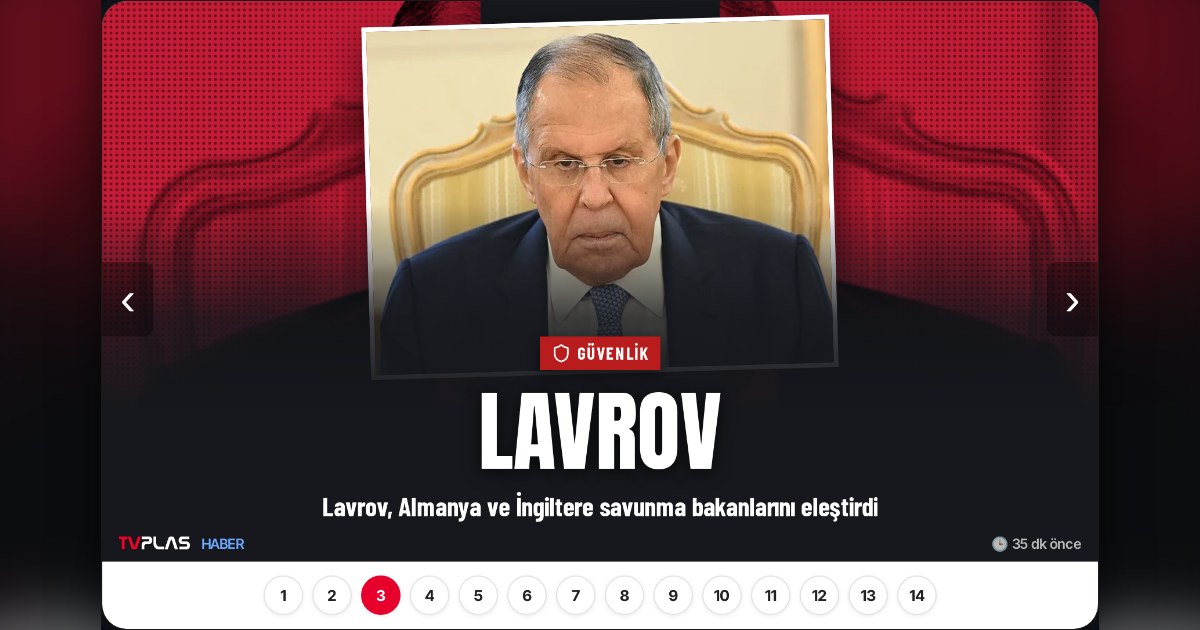 GÜVENLİK
LAVROV
Lavrov, Almanya ve İngiltere savunma bakanlarını eleştirdi
TVPLAS HABER
35 dk önce
1 2 3 4 5 6 7 8 9 10 11 12 13 14